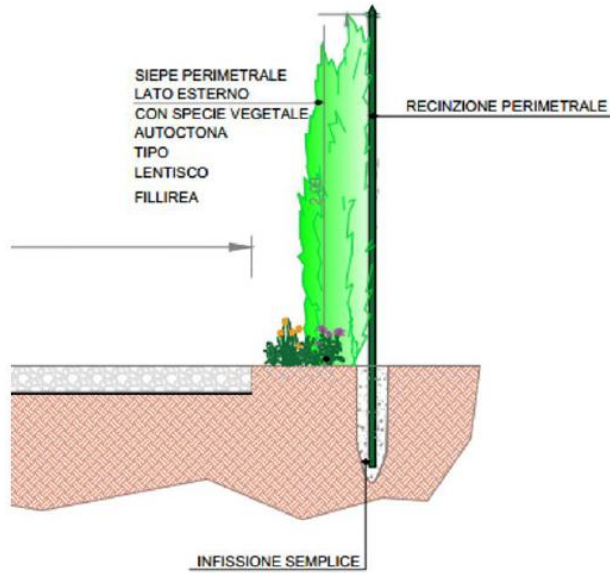 SIEPE PERIMETRALE
LATO ESTERNO
CON SPECIE VEGETALE
AUTOCTONA
TIPO
LENTISCO
FILLIREA
RECINZIONE PERIMETRALE
INFISSIONE SEMPLICE